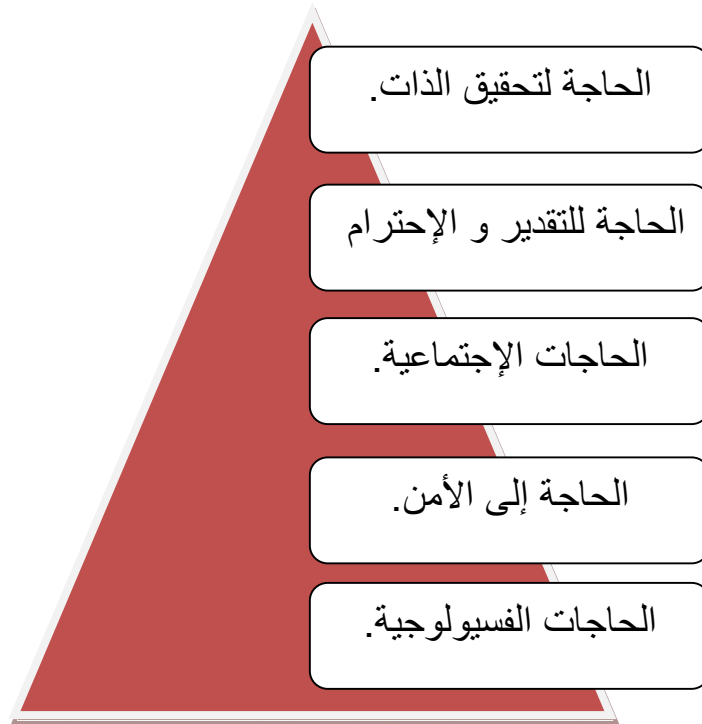 الحاجة لتحقيق الذات.
الحاجة للتقدير و الإحترام
الحاجات الإجتماعية.
الحاجة إلى الأمن.
الحاجات الفسيولوجية.